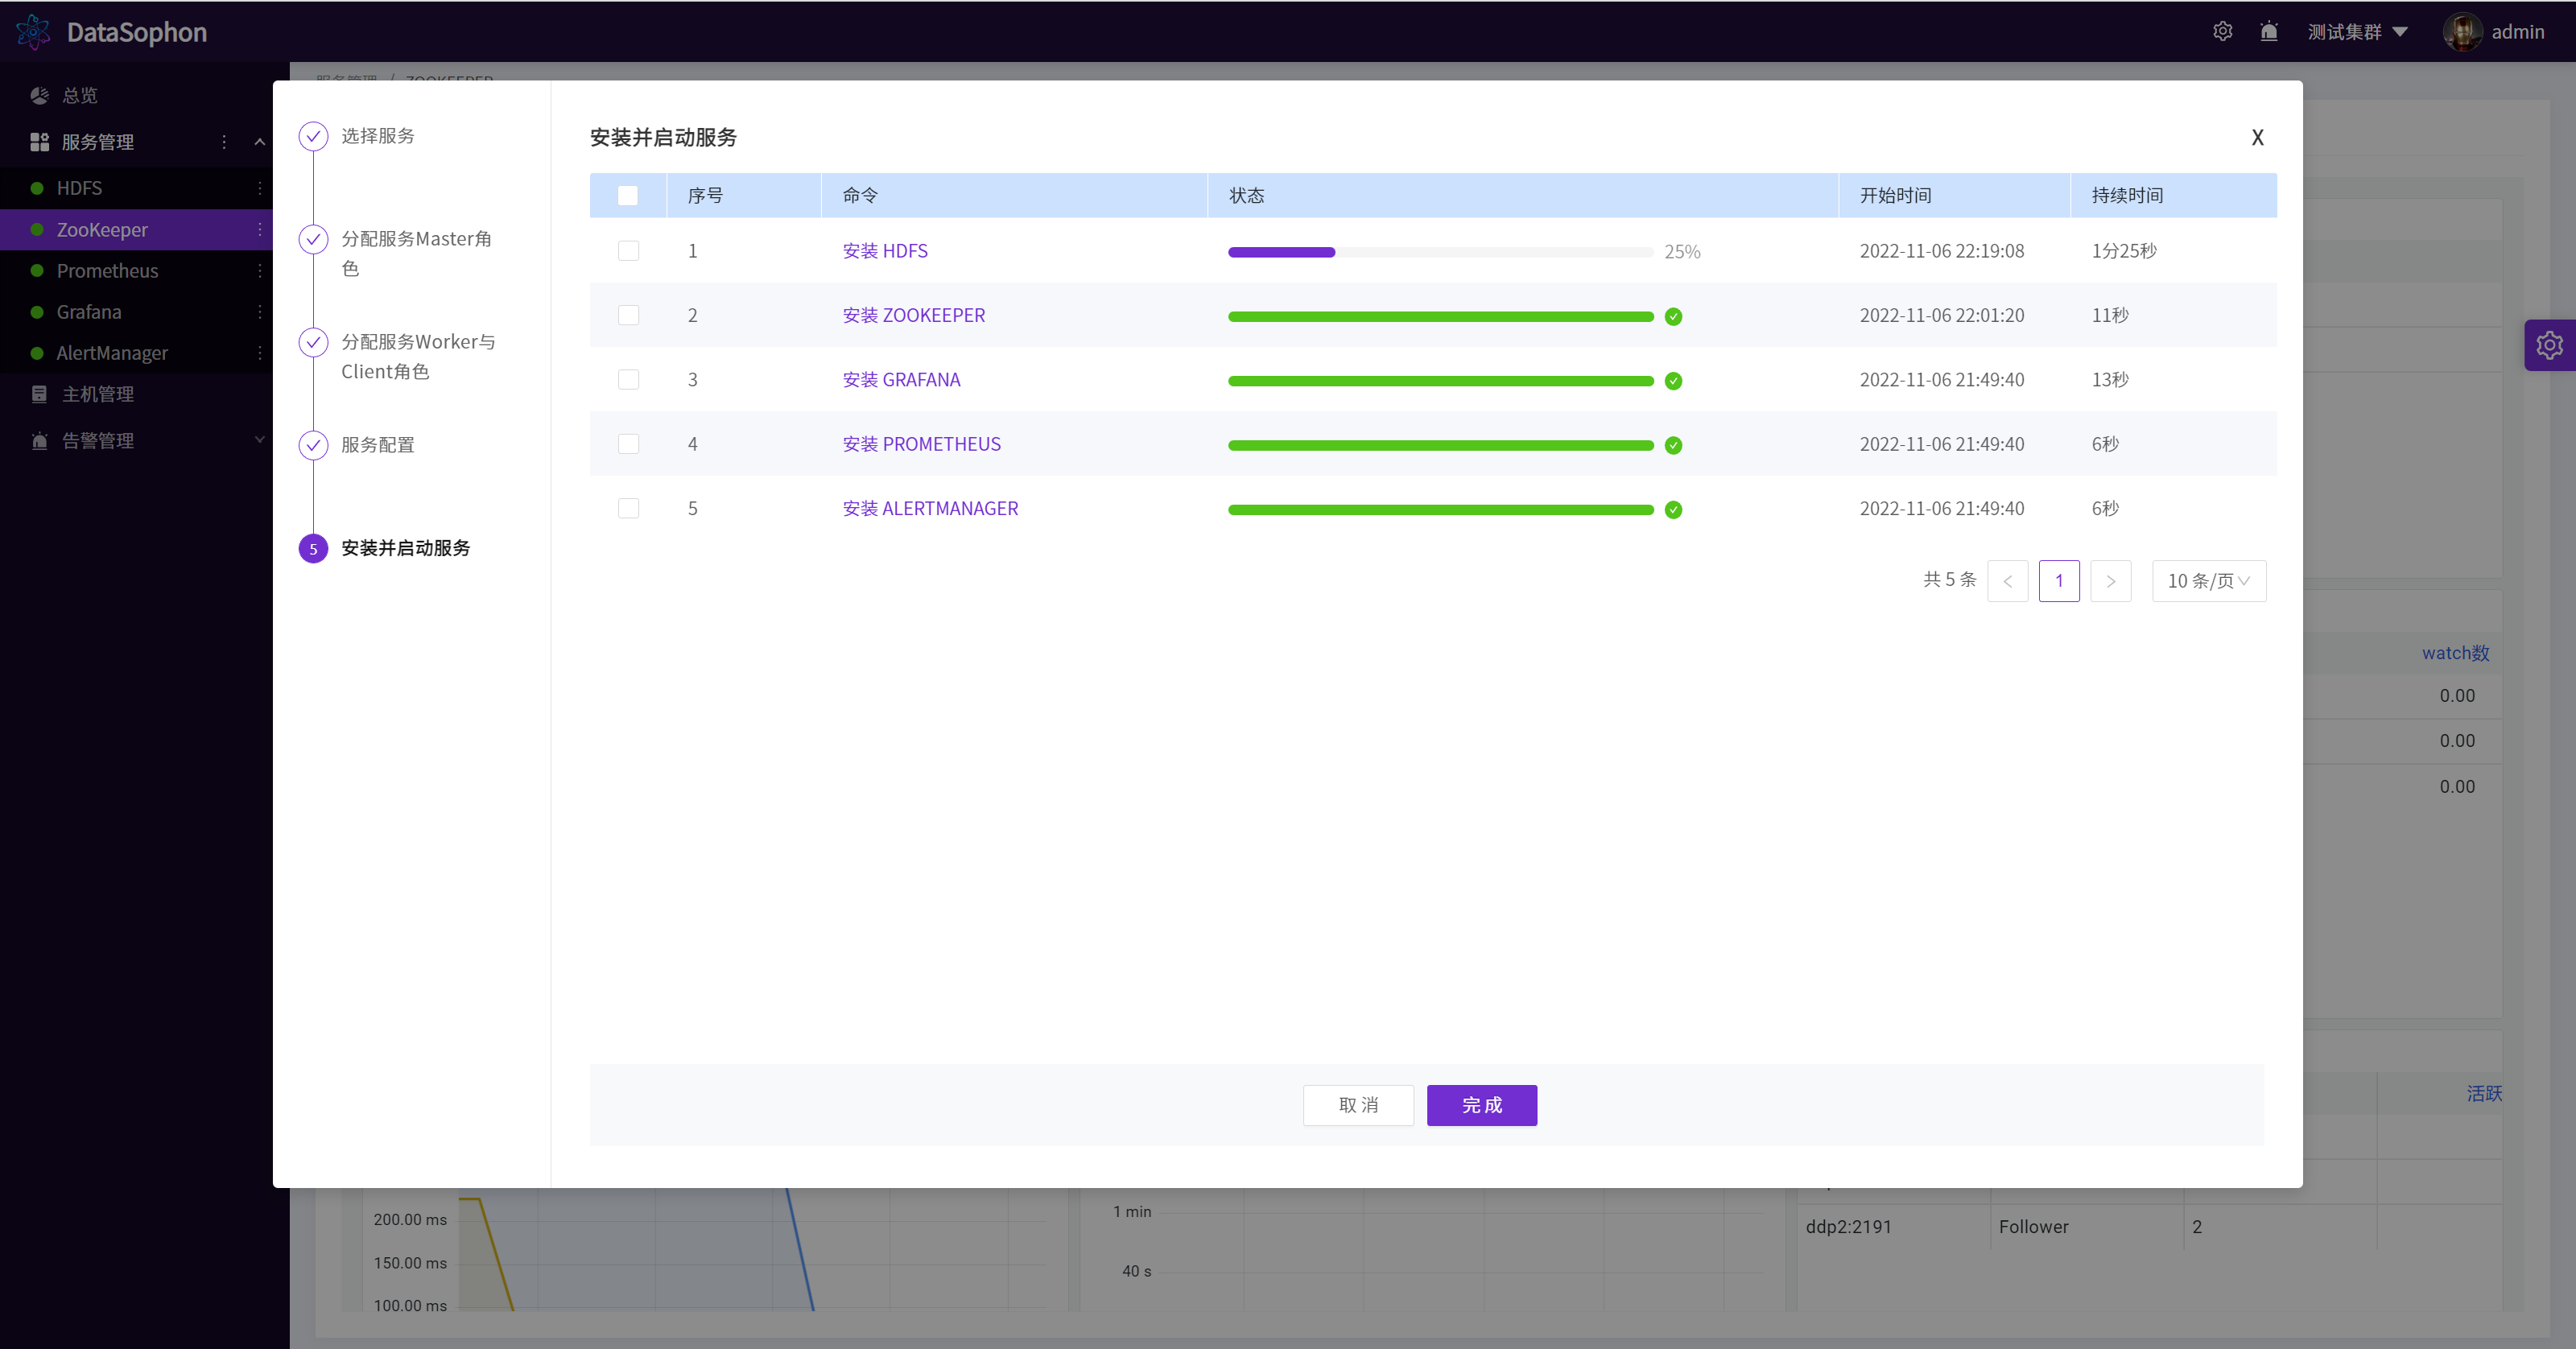 DataSophon
测试集群
admin
总览
服务管理
HDFS
ZooKeeper
Prometheus
Grafana
AlertManager
主机管理
告警管理
服务管理 / ZOOKEEPER
选择服务
分配服务Master角
色
分配服务Worker与
Client角色
服务配置
5 安装并启动服务
安装并启动服务
X
序号 命令 状态 开始时间 持续时间
1 安装 HDFS 25% 2022-11-06 22:19:08 1分25秒
2 安装 ZOOKEEPER 2022-11-06 22:01:20 11秒
3 安装 GRAFANA 2022-11-06 21:49:40 13秒
4 安装 PROMETHEUS 2022-11-06 21:49:40 6秒
5 安装 ALERTMANAGER 2022-11-06 21:49:40 6秒
共 5 条 < 1 > 10 条/页
取 消 完 成
watch数
0.00
0.00
0.00
活跃
200.00 ms
150.00 ms
100.00 ms
1 min
40 s
ddp2:2191 Follower 2